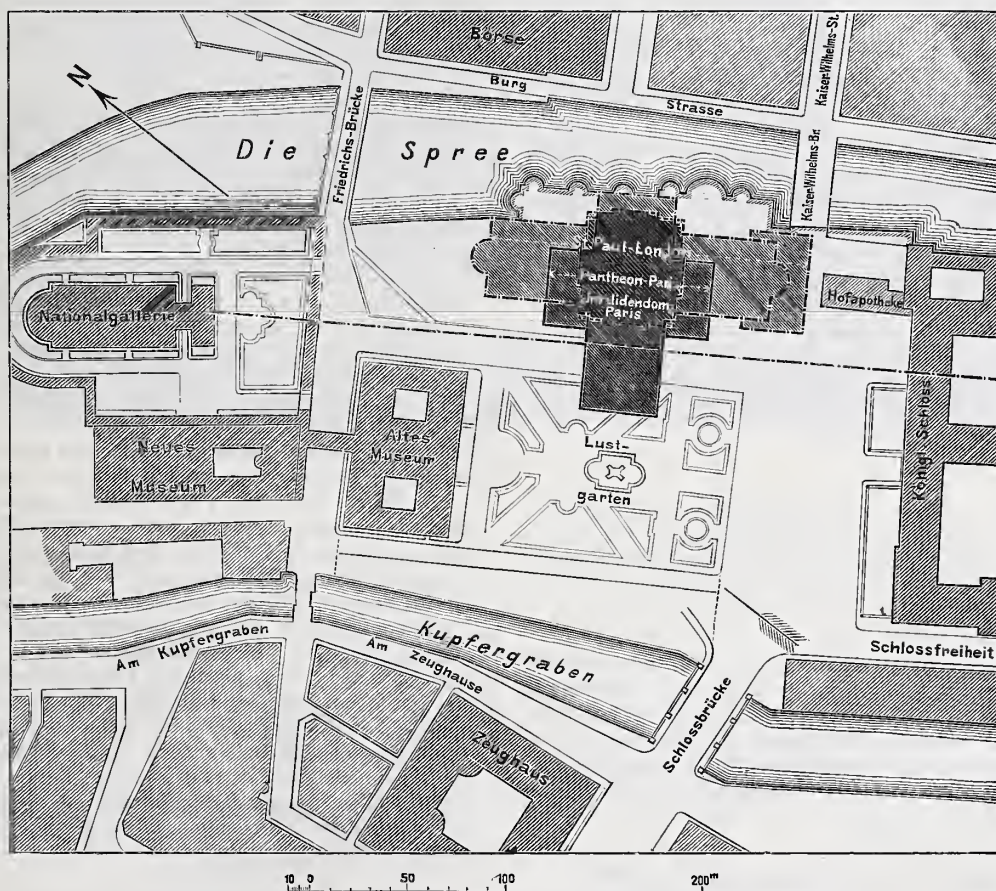 Börse
N
Burg
Strasse
Kaiser-Wilhelms-St.
Die Spree
Friedrichs-Brücke
Kaiser-Wilhelms-Br.
St. Paul-London
Pantheon-Paris
Invalidendom
Paris
Hofapotheke
Nationalgallerie
Königl. Schloss
Altes
Museum
Neues
Museum
Lust-
garten
Kupfergraben
Am Kupfergraben
Am Zeughause
Schlossfreiheit
Schlossbrücke
Zeughaus
10 0 50 100 200m